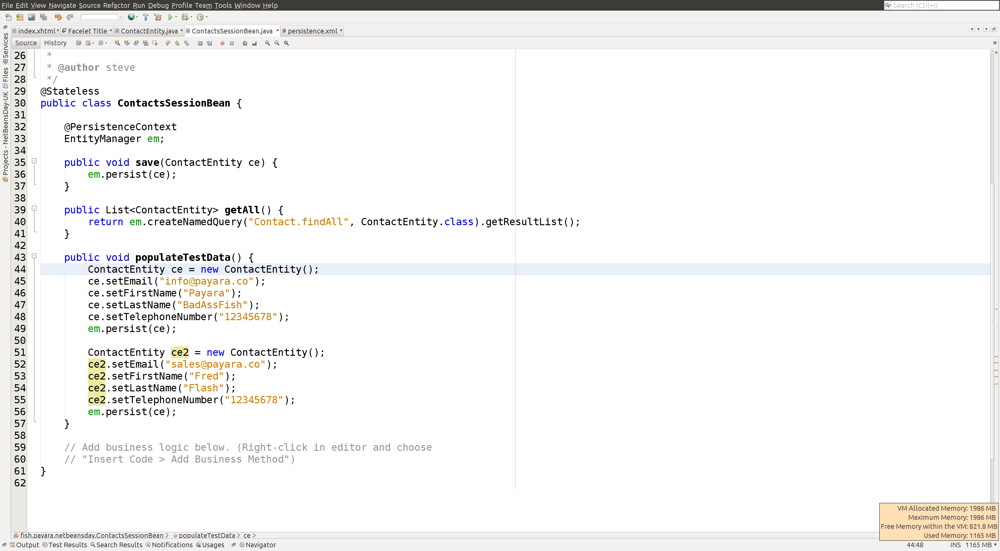 File Edit View Navigate Source Refactor Run Debug Profile Team Tools Window Help
Search (Ctrl+I)
index.xhtml
Facelet Title
ContactEntity.java
ContactsSessionBean.java
persistence.xml
Source
History
Services
Files
Projects - NetBeansDay-UK
26 *
27 * @author steve
28 */
29 @Stateless
30 public class ContactsSessionBean {
31
32 @PersistenceContext
33 EntityManager em;
34
35 public void save(ContactEntity ce) {
36 em.persist(ce);
37 }
38
39 public List<ContactEntity> getAll() {
40 return em.createNamedQuery("Contact.findAll", ContactEntity.class).getResultList();
41 }
42
43 public void populateTestData() {
44 ContactEntity ce = new ContactEntity();
45 ce.setEmail("info@payara.co");
46 ce.setFirstName("Payara");
47 ce.setLastName("BadAssFish");
48 ce.setTelephoneNumber("12345678");
49 em.persist(ce);
50
51 ContactEntity ce2 = new ContactEntity();
52 ce2.setEmail("sales@payara.co");
53 ce2.setFirstName("Fred");
54 ce2.setLastName("Flash");
55 ce2.setTelephoneNumber("12345678");
56 em.persist(ce);
57 }
58
59 // Add business logic below. (Right-click in editor and choose
60 // "Insert Code > Add Business Method")
61 }
62
VM Allocated Memory: 1986 MB
Maximum Memory: 1986 MB
Free Memory within the VM: 821.8 MB
Used Memory: 1165 MB
fish.payara.netbeansday.ContactsSessionBean
populateTestData
ce
Output
Test Results
Search Results
Notifications
Usages
Navigator
44:48
INS
1165 MB